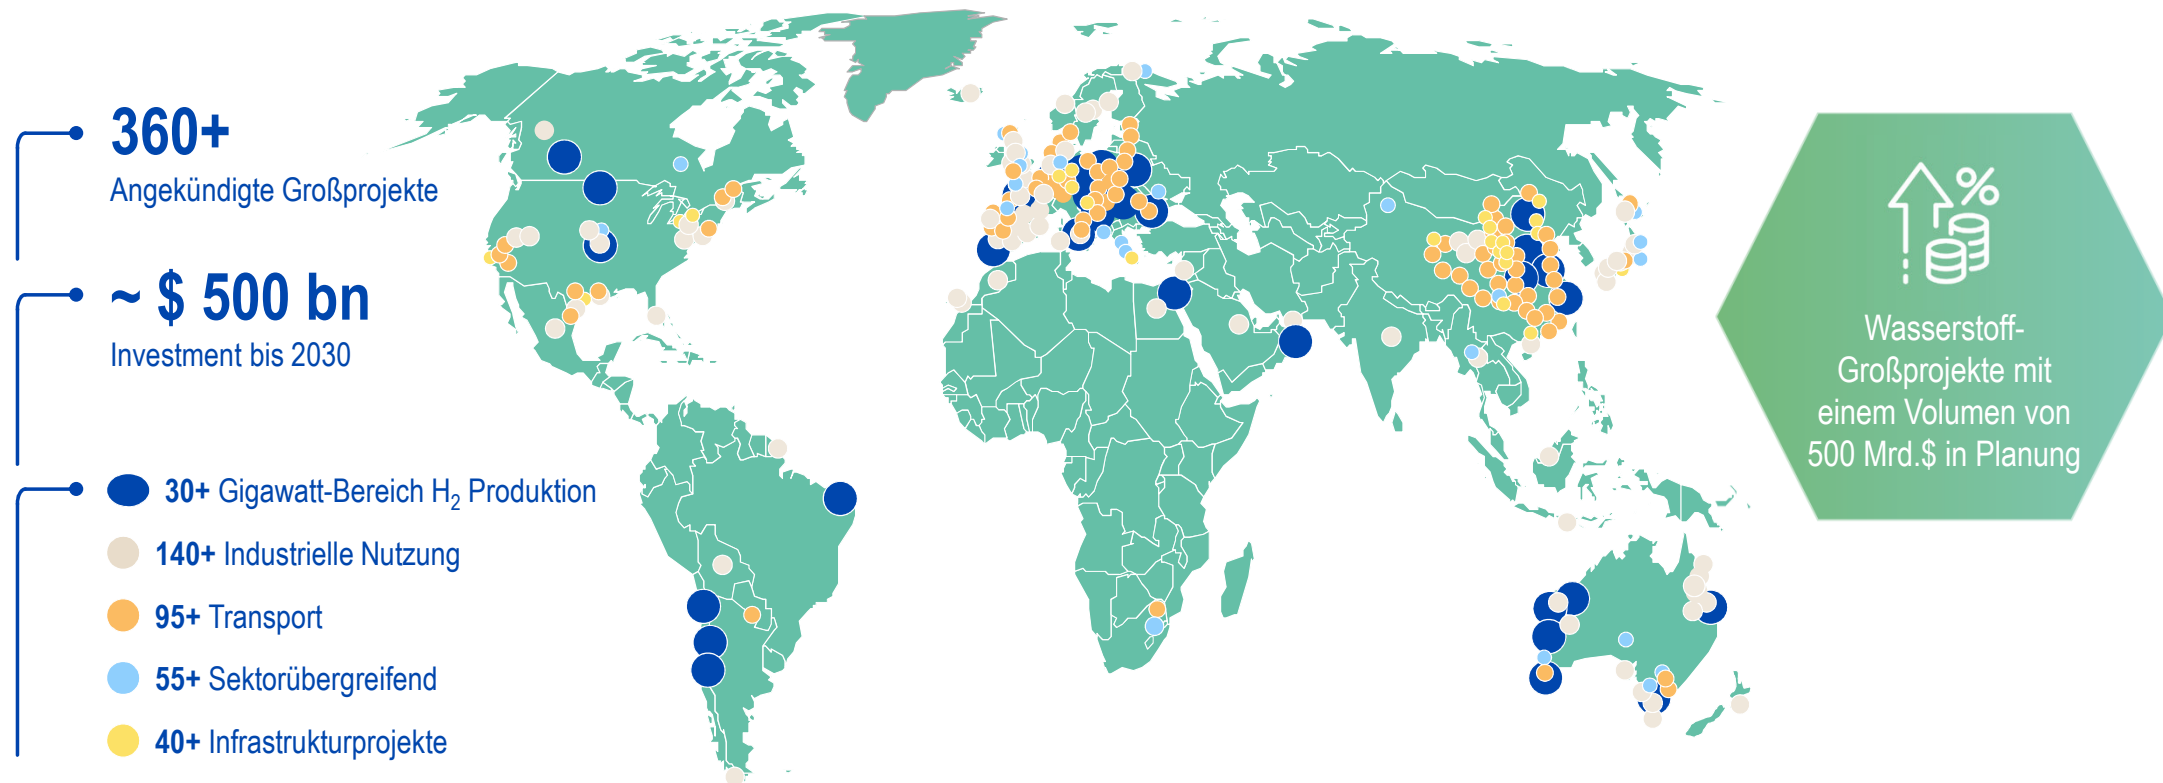 360+
Angekündigte Großprojekte
~ $ 500 bn
Investment bis 2030
30+ Gigawatt-Bereich H₂ Produktion
140+ Industrielle Nutzung
95+ Transport
55+ Sektorübergreifend
40+ Infrastrukturprojekte
%
Wasserstoff-
Großprojekte mit
einem Volumen von
500 Mrd.$ in Planung